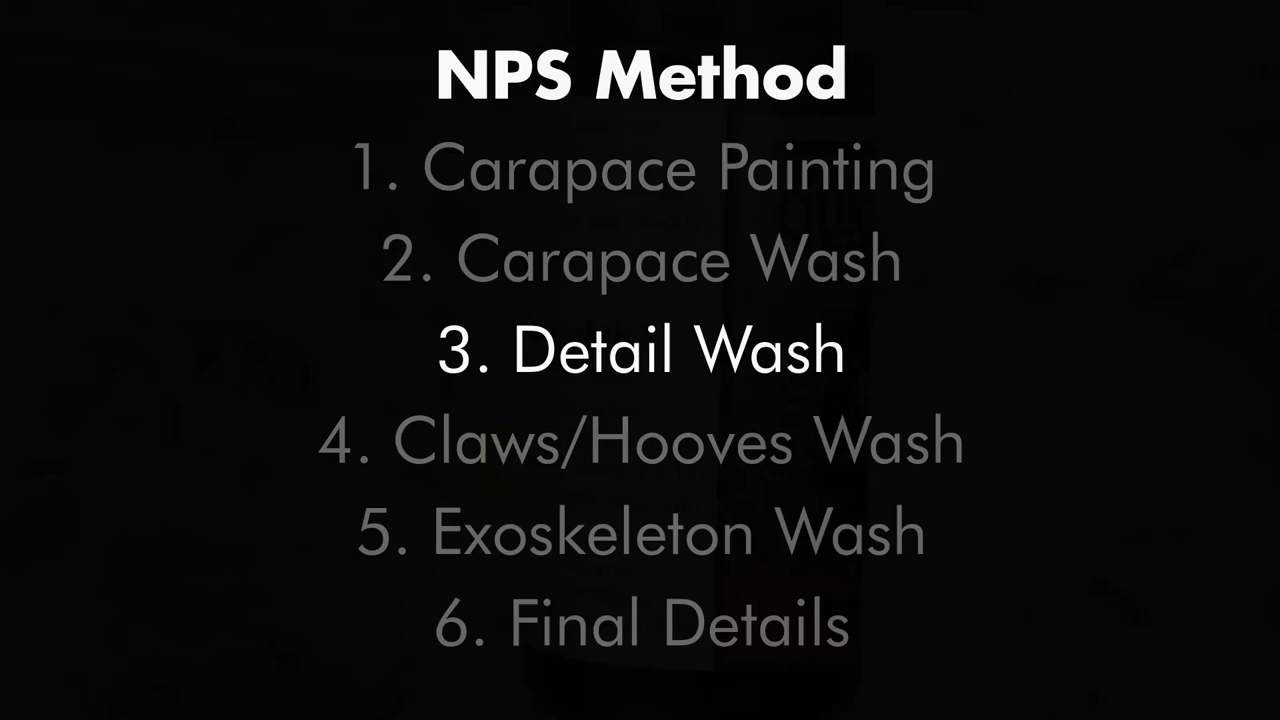 NPS Method
1. Carapace Painting
2. Carapace Wash
3. Detail Wash
4. Claws/Hooves Wash
5. Exoskeleton Wash
6. Final Details